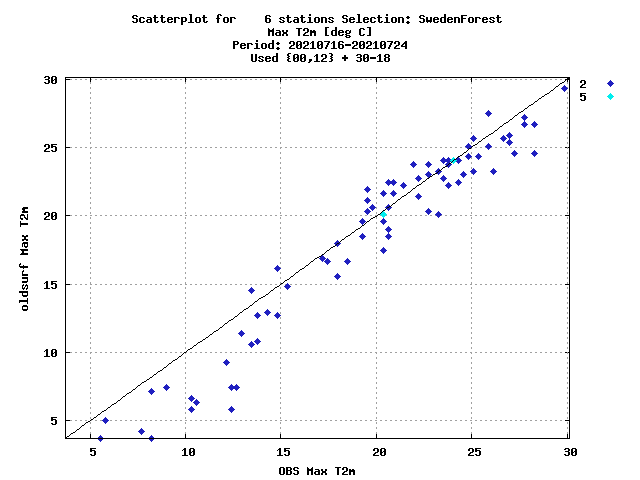 Scatterplot for 6 stations Selection: SwedenForest
Max T2m [deg C]
Period: 20210716-20210724
Used {00,12} + 30-18
2
5
oldsurf Max T2m
30
25
20
15
10
5
5 10 15 20 25 30
OBS Max T2m